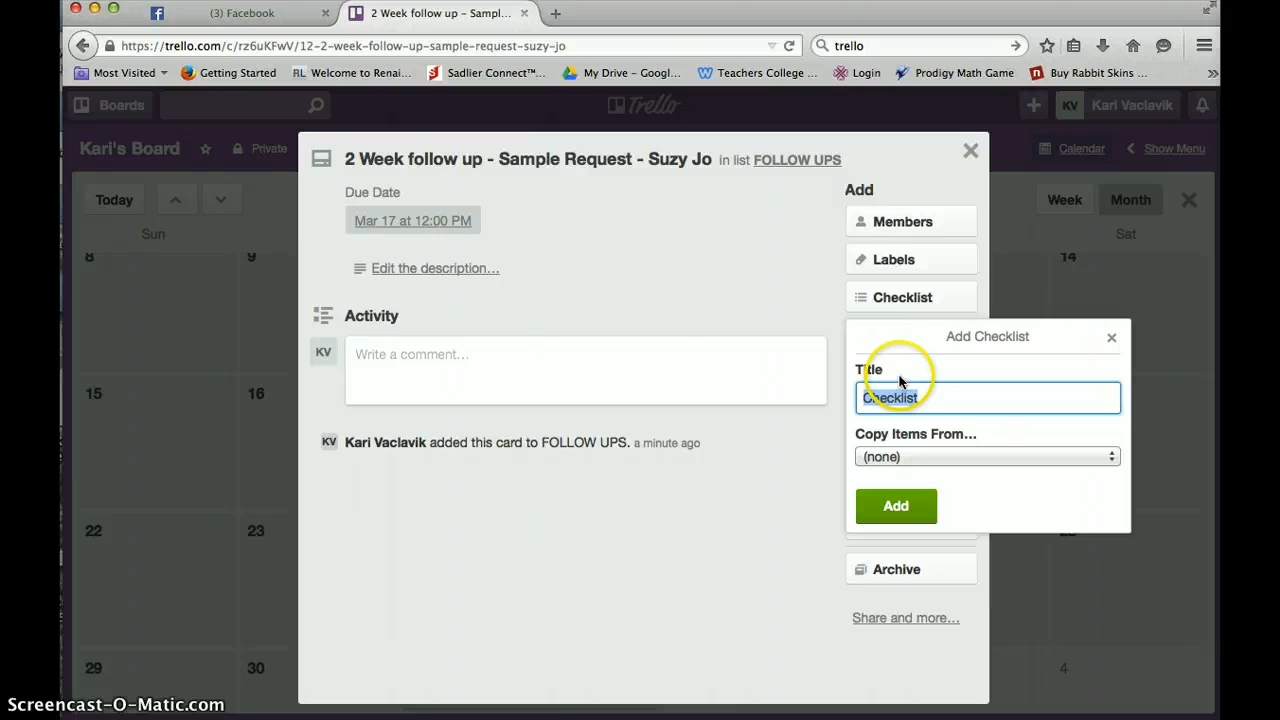 (3) Facebook
2 Week follow up - Sampl...
https://trello.com/c/rz6uKFwV/12-2-week-follow-up-sample-request-suzy-jo
trello
Most Visited
Getting Started
RL Welcome to Renai...
Sadlier Connect™...
My Drive – Googl...
Teachers College ...
Login
Prodigy Math Game
Buy Rabbit Skins ...
Boards
Trello
KV Kari Vaclavik
Kari's Board
Private
Calendar
Show Menu
Today
Week
Month
Sun
Sat
8
9
14
15
16
22
23
29
30
4
2 Week follow up - Sample Request - Suzy Jo in list FOLLOW UPS
Due Date
Mar 17 at 12:00 PM
Edit the description...
Activity
KV
Write a comment...
KV Kari Vaclavik added this card to FOLLOW UPS. a minute ago
Add
Members
Labels
Checklist
Add Checklist
Title
Checklist
Copy Items From...
(none)
Add
Archive
Share and more...
Screencast-O-Matic.com